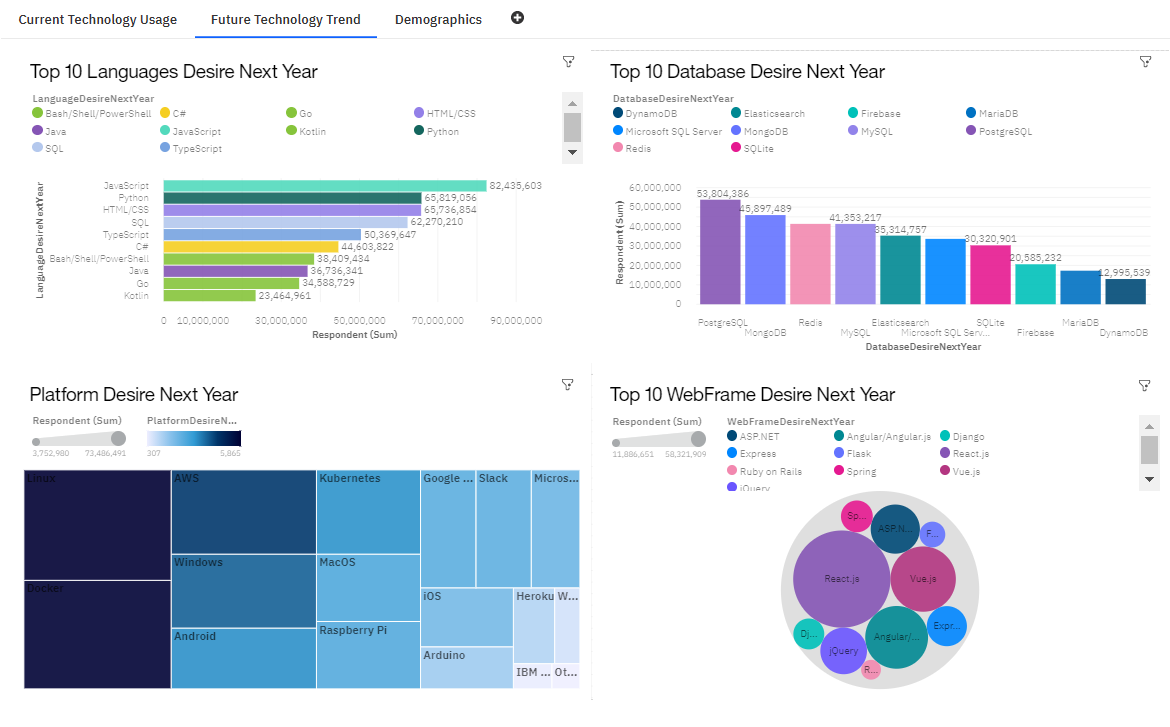 Current Technology Usage Future Technology Trend Demographics
Top 10 Languages Desire Next Year
LanguageDesireNextYear
Bash/Shell/PowerShell C# Go HTML/CSS
Java JavaScript Kotlin Python
SQL TypeScript
LanguageDesireNextYear
JavaScript 82,435,603
Python 65,819,056
HTML/CSS 65,736,854
SQL 62,270,210
TypeScript 50,369,647
C# 44,603,822
Bash/Shell/PowerShell 38,409,434
Java 36,736,341
Go 34,588,729
Kotlin 23,464,961
0 10,000,000 30,000,000 50,000,000 70,000,000 90,000,000
Respondent (Sum)
Top 10 Database Desire Next Year
DatabaseDesireNextYear
DynamoDB Elasticsearch Firebase MariaDB
Microsoft SQL Server MongoDB MySQL PostgreSQL
Redis SQLite
Respondent (Sum)
60,000,000
50,000,000
40,000,000
30,000,000
20,000,000
10,000,000
0
53,804,386
45,897,489
41,353,217
35,314,757
30,320,901
20,585,232
12,995,539
PostgreSQL Redis Elasticsearch SQLite MariaDB
MongoDB MySQL Microsoft SQL Serv... Firebase DynamoDB
DatabaseDesireNextYear
Platform Desire Next Year
Respondent (Sum) PlatformDesireN...
3,752,980 73,486,491 307 5,865
Linux AWS Kubernetes Google ... Slack Micros...
Windows MacOS
Docker iOS Heroku W...
Android Raspberry Pi
Arduino IBM ... Ot...
Top 10 WebFrame Desire Next Year
Respondent (Sum) WebFrameDesireNextYear
11,886,651 58,321,909
ASP.NET Angular/Angular.js Django
Express Flask React.js
Ruby on Rails Spring Vue.js
jQuery
Sp...
ASP.N... F...
React.js Vue.js
Dj... Angular/... Expr...
jQuery
R...